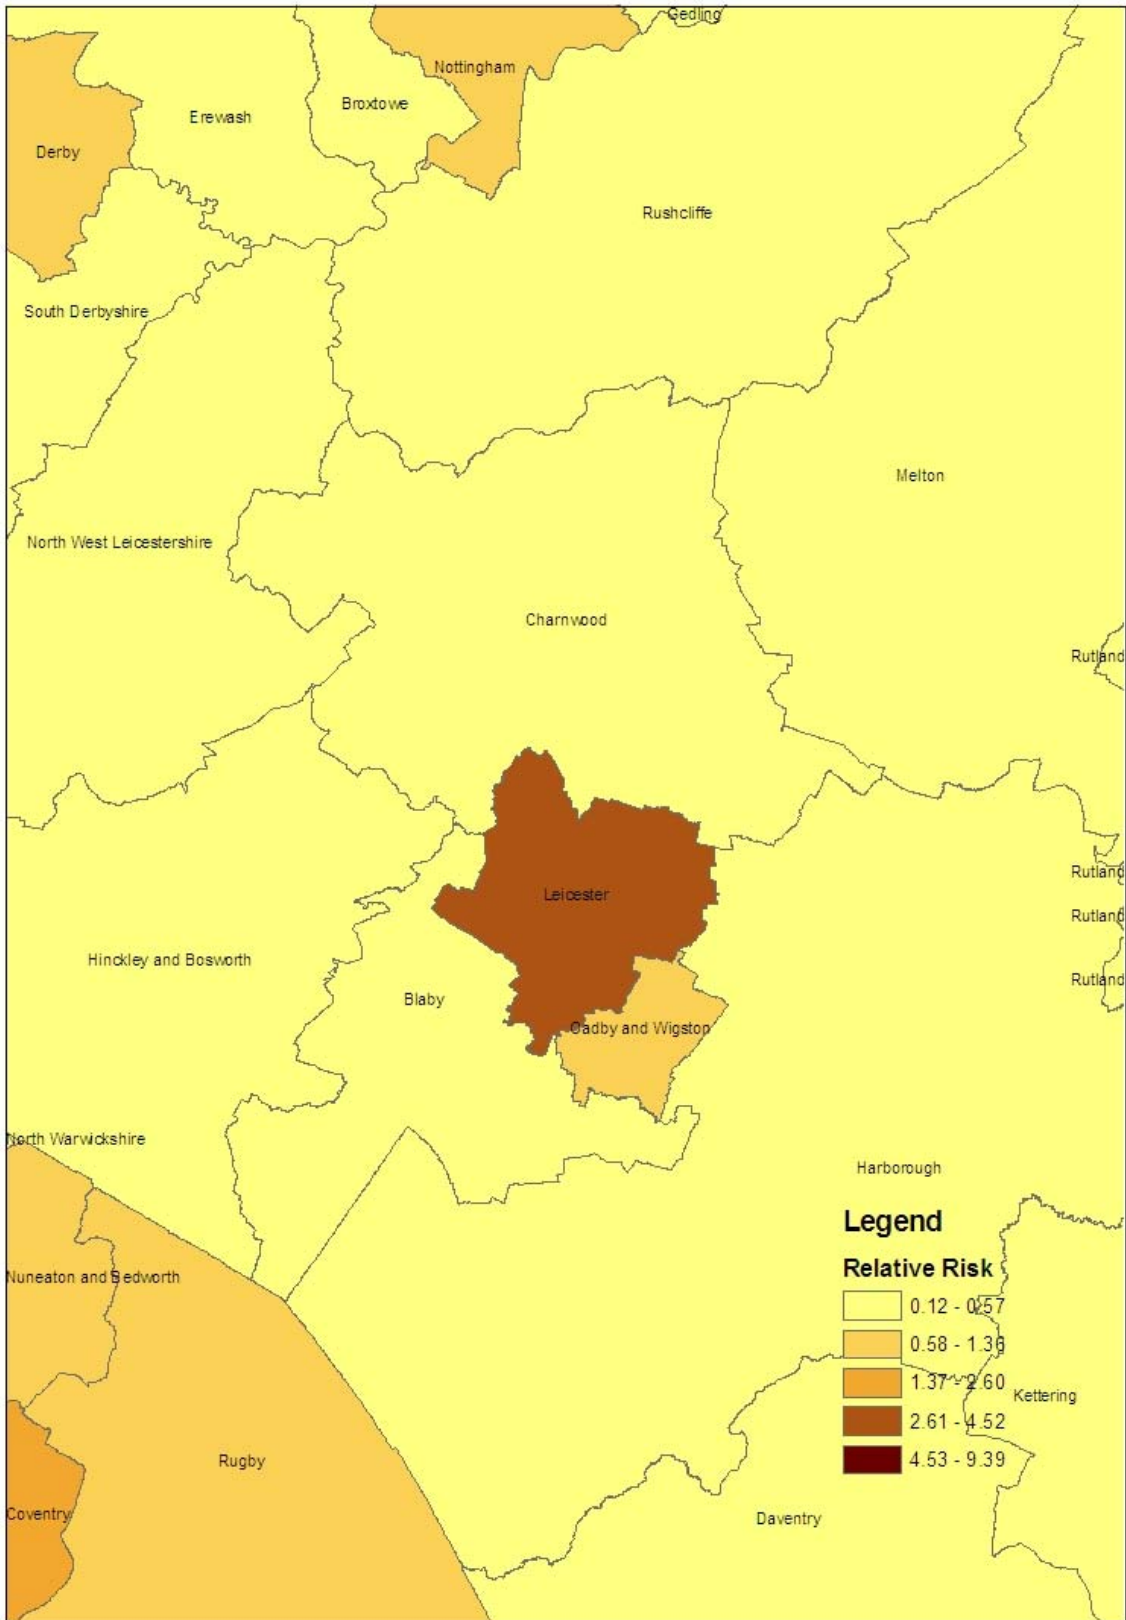 Gedling
Nottingham
Broxtowe
Erewash
Derby
Rushcliffe
South Derbyshire
Melton
North West Leicestershire
Charnwood
Rutland
Rutland
Leicester
Rutland
Hinckley and Bosworth
Rutland
Blaby
Oadby and Wigston
North Warwickshire
Harborough
Legend
Relative Risk
Nuneaton and Bedworth
0.12 - 0.57
0.58 - 1.36
1.37 - 2.60
Kettering
2.61 - 4.52
4.53 - 9.39
Rugby
Coventry
Daventry